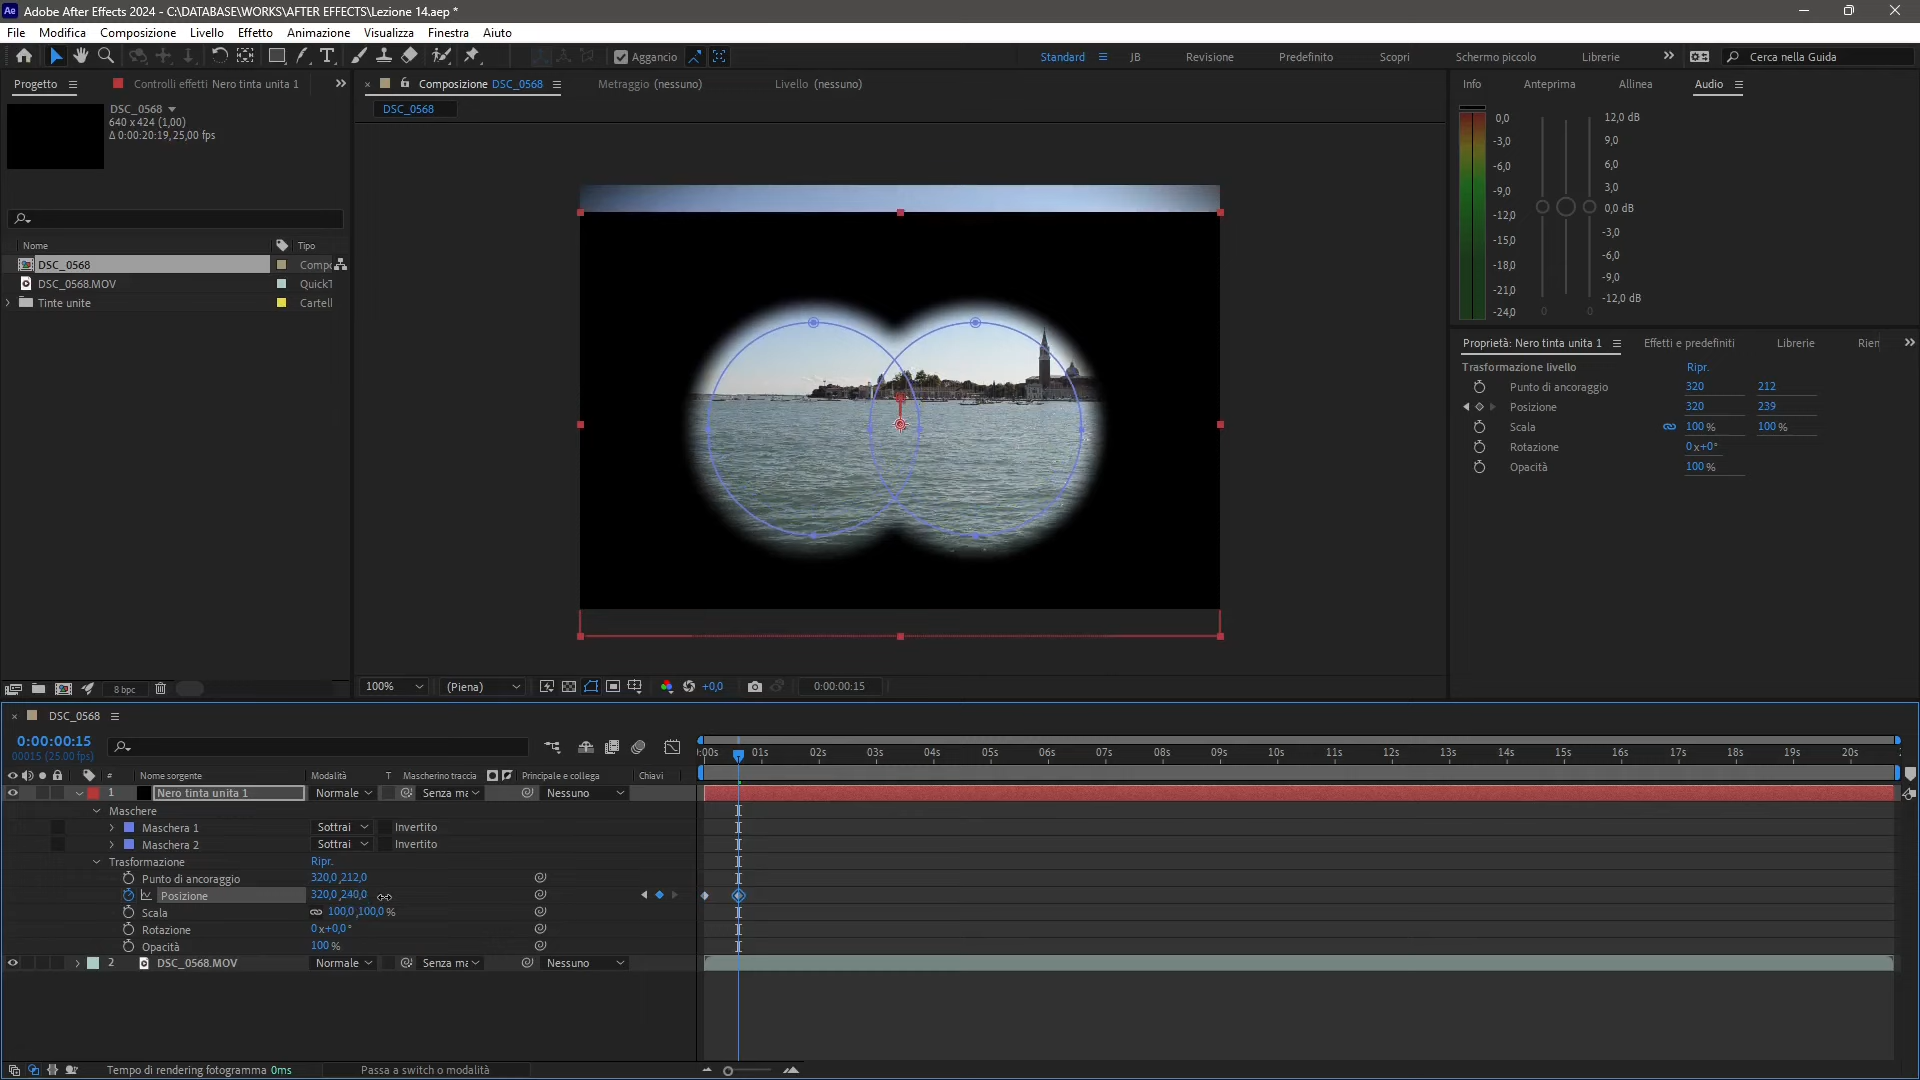 Adobe After Effects 2024 - C:\DATABASE\WORKS\AFTER EFFECTS\Lezione 14.aep *
File Modifica Composizione Livello Effetto Animazione Visualizza Finestra Aiuto
Aggancio Standard JB Revisione Predefinito Scopri Schermo piccolo Librerie Cerca nella Guida
Progetto Controlli effetti Nero tinta unita 1 Composizione DSC_0568 Metraggio (nessuno) Livello (nessuno) Info Anteprima Allinea Audio
DSC_0568
640 x 424 (1,00)
Δ 0:00:20:19, 25,00 fps
DSC_0568
0,0
-3,0
-6,0
-9,0
-12,0
-15,0
-18,0
-21,0
-24,0
12,0 dB
9,0
6,0
3,0
0,0 dB
-3,0
-6,0
-9,0
-12,0 dB
0 0
Nome Tipo
DSC_0568 Compo
DSC_0568.MOV QuickT
Tinte unite Cartell
Proprietà: Nero tinta unita 1 Effetti e predefiniti Librerie Rien
Trasformazione livello Ripr.
Punto di ancoraggio 320 212
Posizione 320 239
Scala 100 % 100 %
Rotazione 0x+0°
Opacità 100 %
8 bpc
100% (Piena) +0,0 0:00:00:15
DSC_0568
0:00:00:15
00015 (25.00 fps)
# Nome sorgente Modalità T Mascherino traccia Principale e collega Chiavi
:00s 01s 02s 03s 04s 05s 06s 07s 08s 09s 10s 11s 12s 13s 14s 15s 16s 17s 18s 19s 20s
1 Nero tinta unita 1 Normale Senza ma Nessuno
Maschere
Maschera 1 Sottrai Invertito
Maschera 2 Sottrai Invertito
Trasformazione Ripr.
Punto di ancoraggio 320,0,212,0
Posizione 320,0,240,0
Scala 100,0,100,0%
Rotazione 0x+0,0°
Opacità 100 %
2 DSC_0568.MOV Normale Senza ma Nessuno
Tempo di rendering fotogramma 0ms Passa a switch o modalità